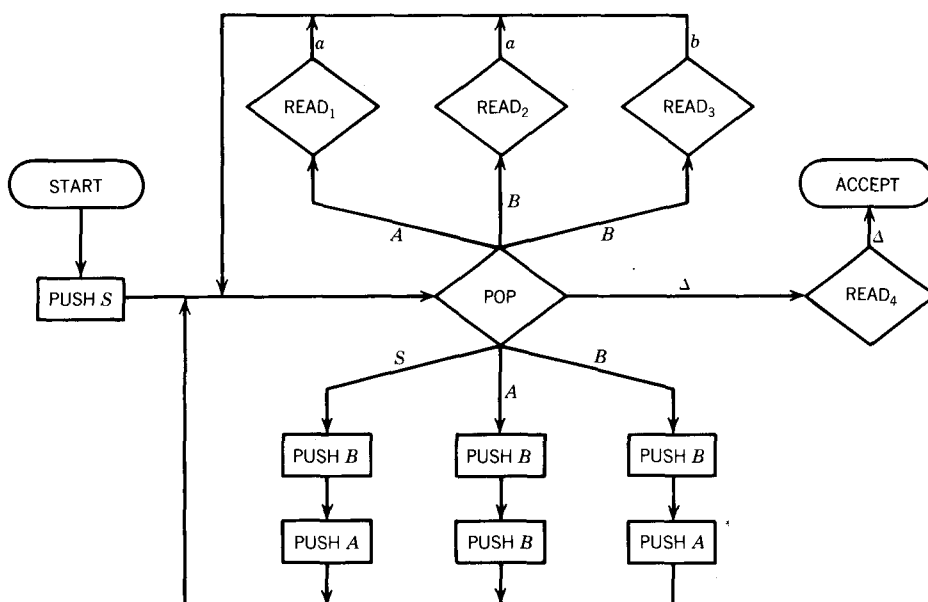 a a b
READ₁ READ₂ READ₃
START ACCEPT
A B B Δ
PUSH S POP Δ READ₄
S A B
PUSH B PUSH B PUSH B
PUSH A PUSH B PUSH A